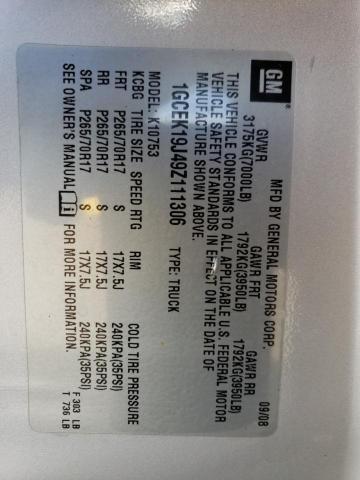 GM
MFD BY GENERAL MOTORS CORP. 09/08
GVWR GAWR FRT GAWR RR
3175KG(7000LB) 1792KG(3950LB) 1792KG(3950LB)
THIS VEHICLE CONFORMS TO ALL APPLICABLE U.S. FEDERAL MOTOR
VEHICLE SAFETY STANDARDS IN EFFECT ON THE DATE OF
MANUFACTURE SHOWN ABOVE.
1GCEK19J49Z111906 TYPE: TRUCK
MODEL: K10753
KCBG TIRE SIZE SPEED RTG RIM COLD TIRE PRESSURE
FRT P265/70R17 S 17X7.5J 240KPA(35PSI)
RR P265/70R17 S 17X7.5J 240KPA(35PSI)
SPA P265/70R17 S 17X7.5J 240KPA(35PSI)
SEE OWNER'S MANUAL i FOR MORE INFORMATION.
F 303 LB
T 736 LB